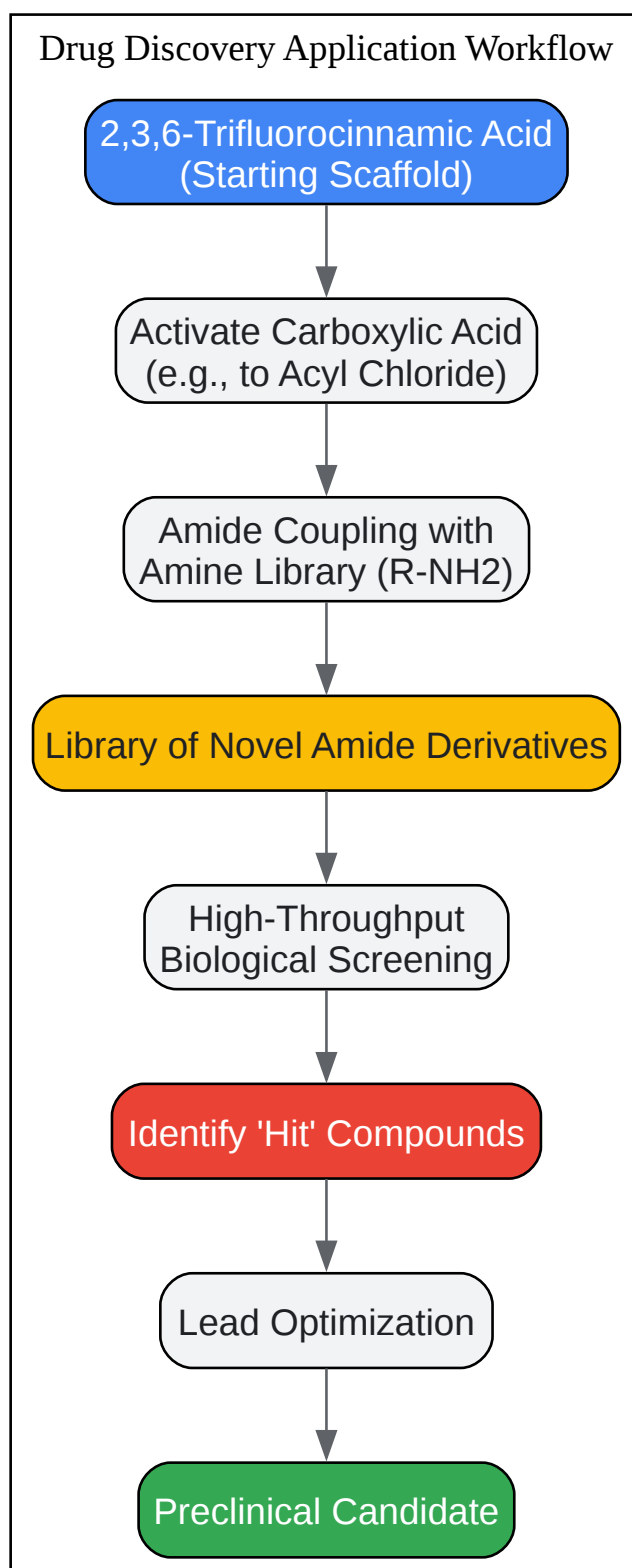 Drug Discovery Application Workflow
2,3,6-Trifluorocinnamic Acid
(Starting Scaffold)
Activate Carboxylic Acid
(e.g., to Acyl Chloride)
Amide Coupling with
Amine Library (R-NH2)
Library of Novel Amide Derivatives
High-Throughput
Biological Screening
Identify 'Hit' Compounds
Lead Optimization
Preclinical Candidate